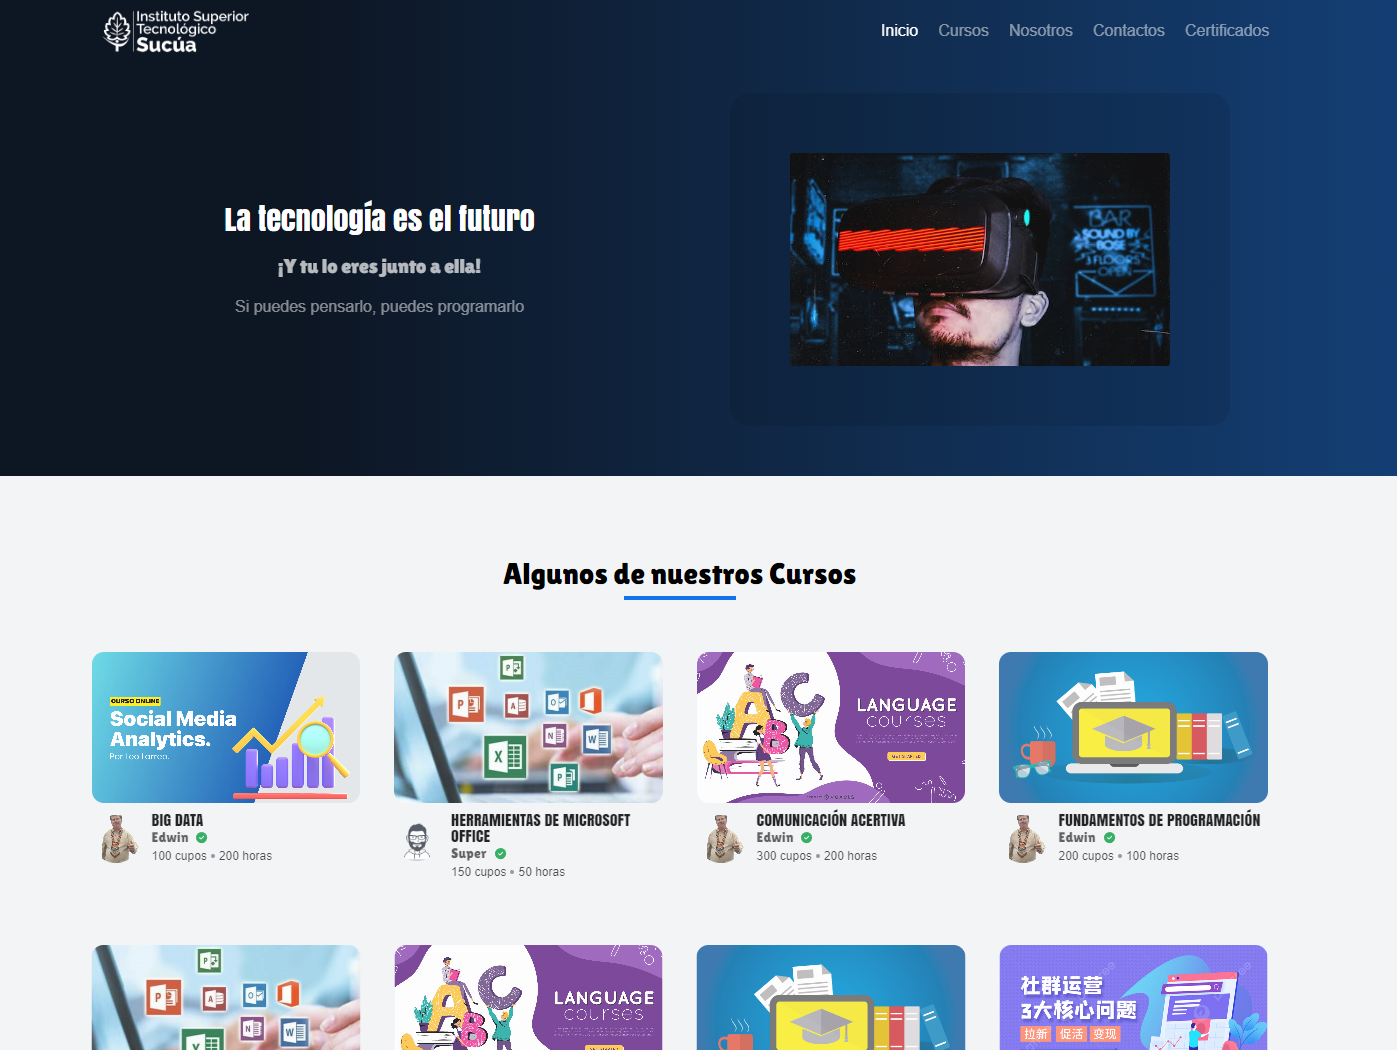 Instituto Superior
Tecnológico
Sucúa
Inicio Cursos Nosotros Contactos Certificados
La tecnología es el futuro
¡Y tu lo eres junto a ella!
Si puedes pensarlo, puedes programarlo
BAR
SOUND BY
BOSE
3 FLOORS
OPEN
Algunos de nuestros Cursos
CURSO ONLINE
Social Media
Analytics.
LANGUAGE
courses
GET STARTED
BIG DATA
Edwin
100 cupos • 200 horas
HERRAMIENTAS DE MICROSOFT
OFFICE
Super
150 cupos • 50 horas
COMUNICACIÓN ACERTIVA
Edwin
300 cupos • 200 horas
FUNDAMENTOS DE PROGRAMACIÓN
Edwin
200 cupos • 100 horas
LANGUAGE
courses
社群运营
3大核心问题
拉新 促活 变现